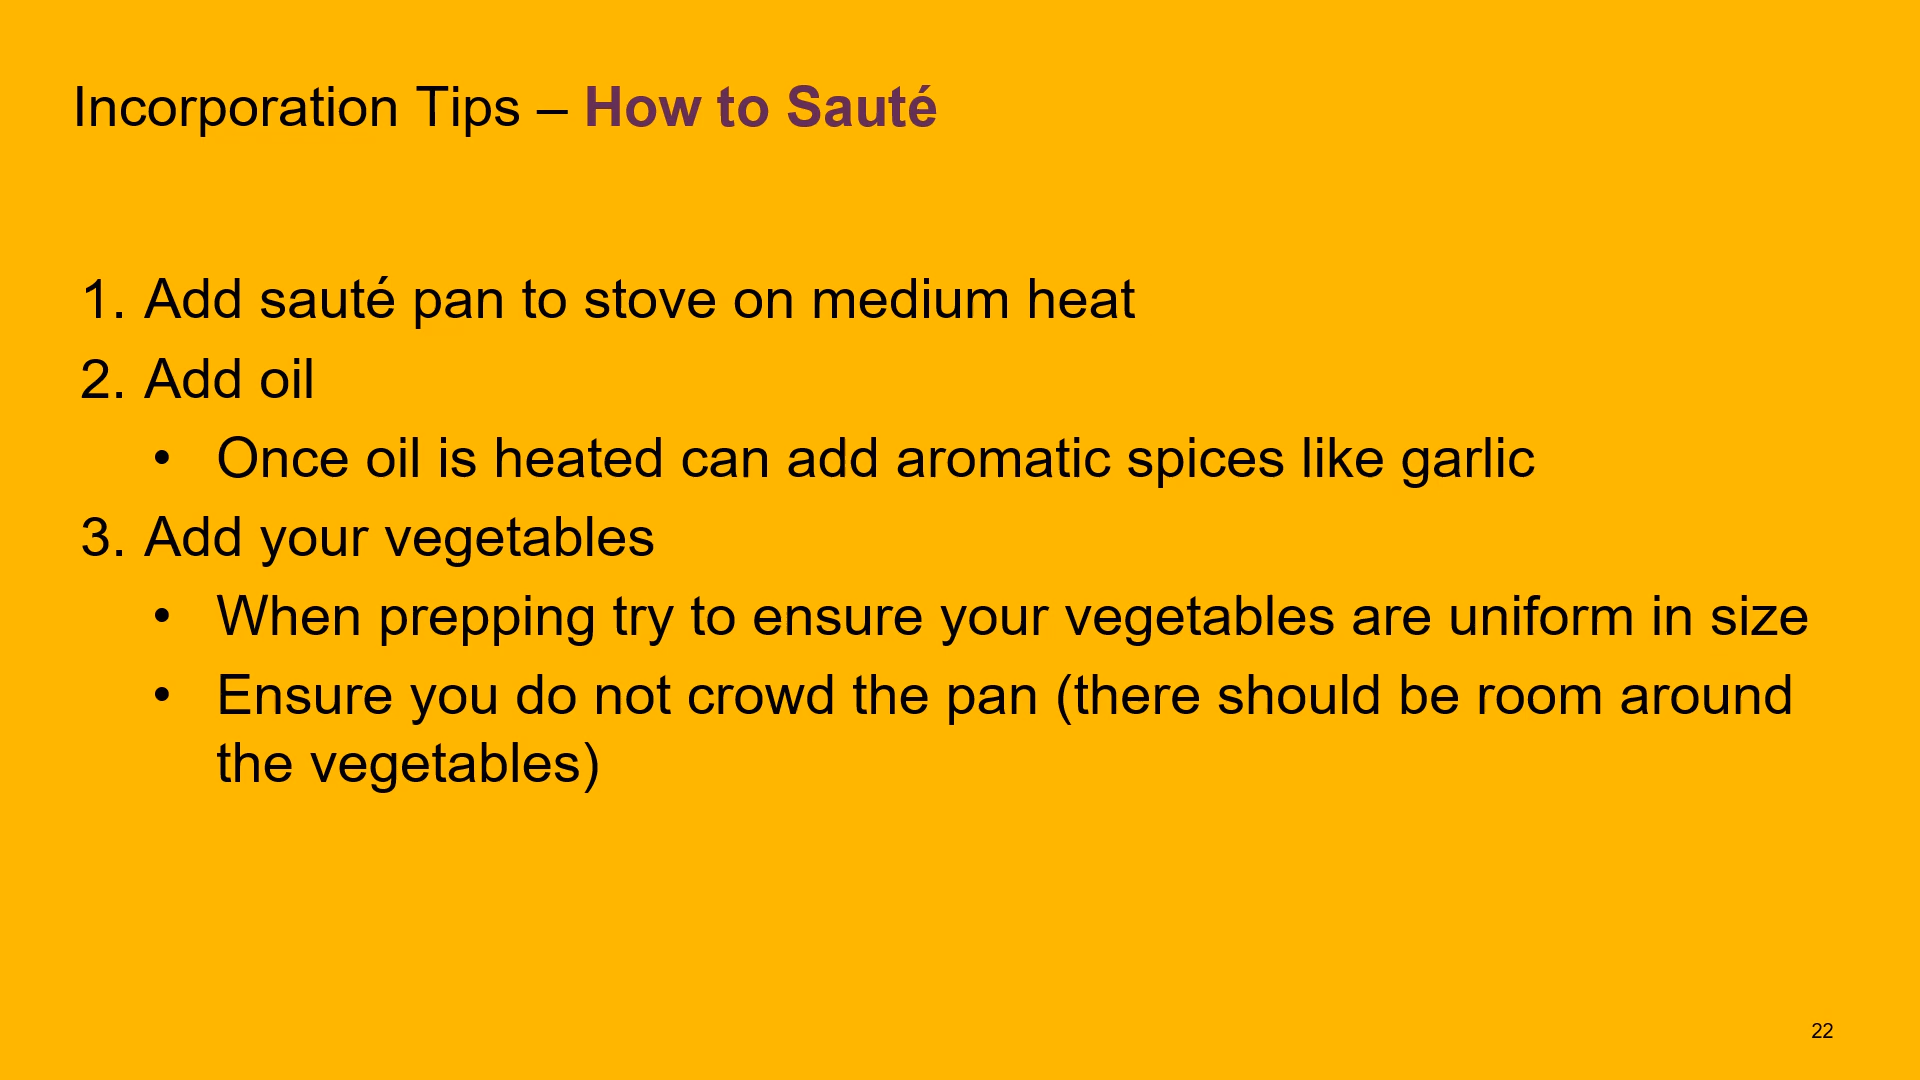 Incorporation Tips – How to Sauté
1. Add sauté pan to stove on medium heat
2. Add oil
• Once oil is heated can add aromatic spices like garlic
3. Add your vegetables
• When prepping try to ensure your vegetables are uniform in size
• Ensure you do not crowd the pan (there should be room around
the vegetables)
22